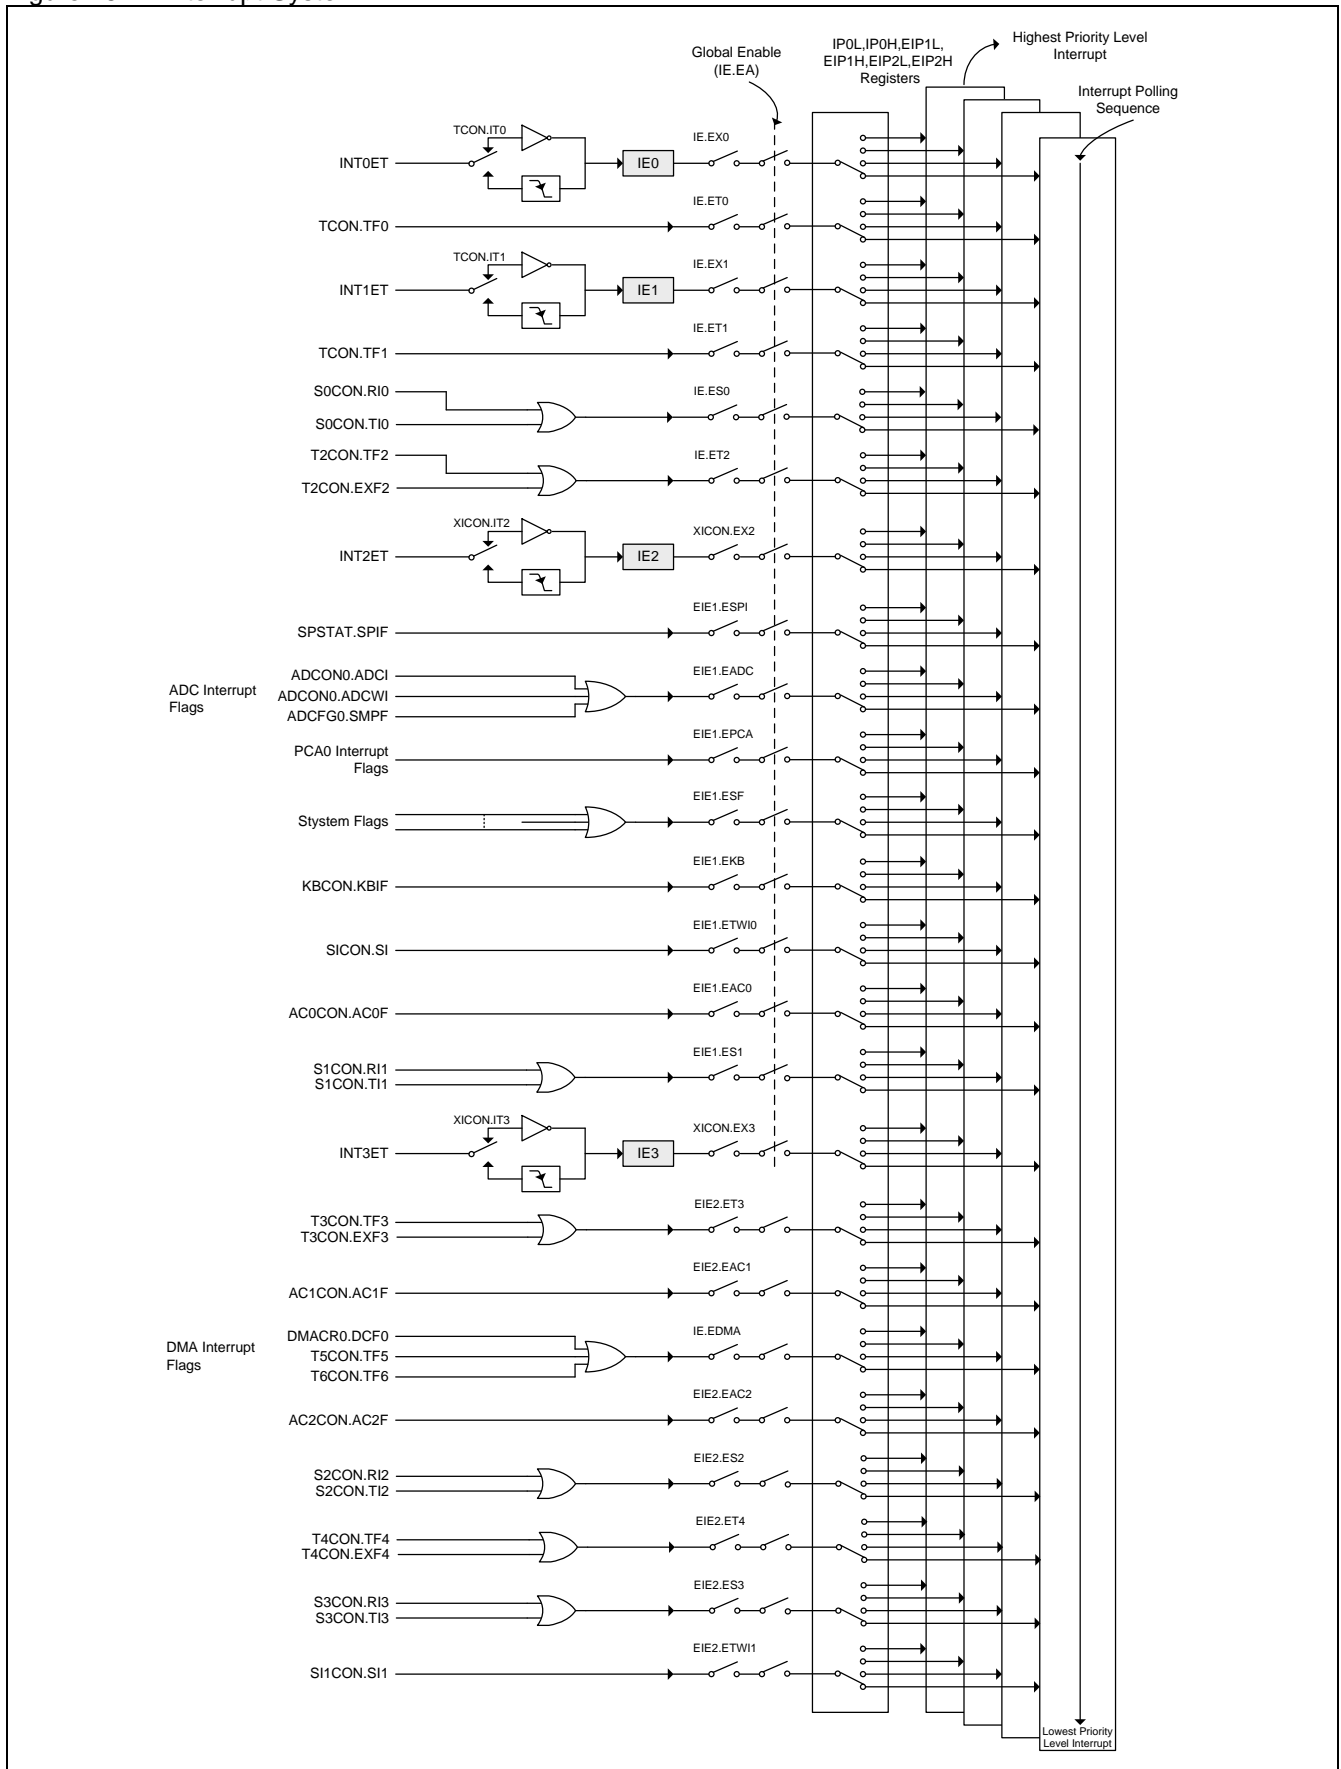 Global Enable
(IE.EA)
IP0L,IP0H,EIP1L,
EIP1H,EIP2L,EIP2H
Registers
Highest Priority Level
Interrupt
Interrupt Polling
Sequence
TCON.IT0
IE.EX0
INT0ET
IE0
IE.ET0
TCON.TF0
TCON.IT1
IE.EX1
INT1ET
IE1
IE.ET1
TCON.TF1
S0CON.RI0
IE.ES0
S0CON.TI0
T2CON.TF2
IE.ET2
T2CON.EXF2
XICON.IT2
XICON.EX2
INT2ET
IE2
EIE1.ESPI
SPSTAT.SPIF
ADC Interrupt
Flags
ADCON0.ADCI
EIE1.EADC
ADCON0.ADCWI
ADCFG0.SMPF
EIE1.EPCA
PCA0 Interrupt
Flags
EIE1.ESF
Stystem Flags
EIE1.EKB
KBCON.KBIF
EIE1.ETWI0
SICON.SI
EIE1.EAC0
AC0CON.AC0F
EIE1.ES1
S1CON.RI1
S1CON.TI1
XICON.IT3
XICON.EX3
INT3ET
IE3
EIE2.ET3
T3CON.TF3
T3CON.EXF3
EIE2.EAC1
AC1CON.AC1F
DMA Interrupt
Flags
DMACR0.DCF0
IE.EDMA
T5CON.TF5
T6CON.TF6
EIE2.EAC2
AC2CON.AC2F
EIE2.ES2
S2CON.RI2
S2CON.TI2
EIE2.ET4
T4CON.TF4
T4CON.EXF4
EIE2.ES3
S3CON.RI3
S3CON.TI3
EIE2.ETWI1
SI1CON.SI1
Lowest Priority
Level Interrupt